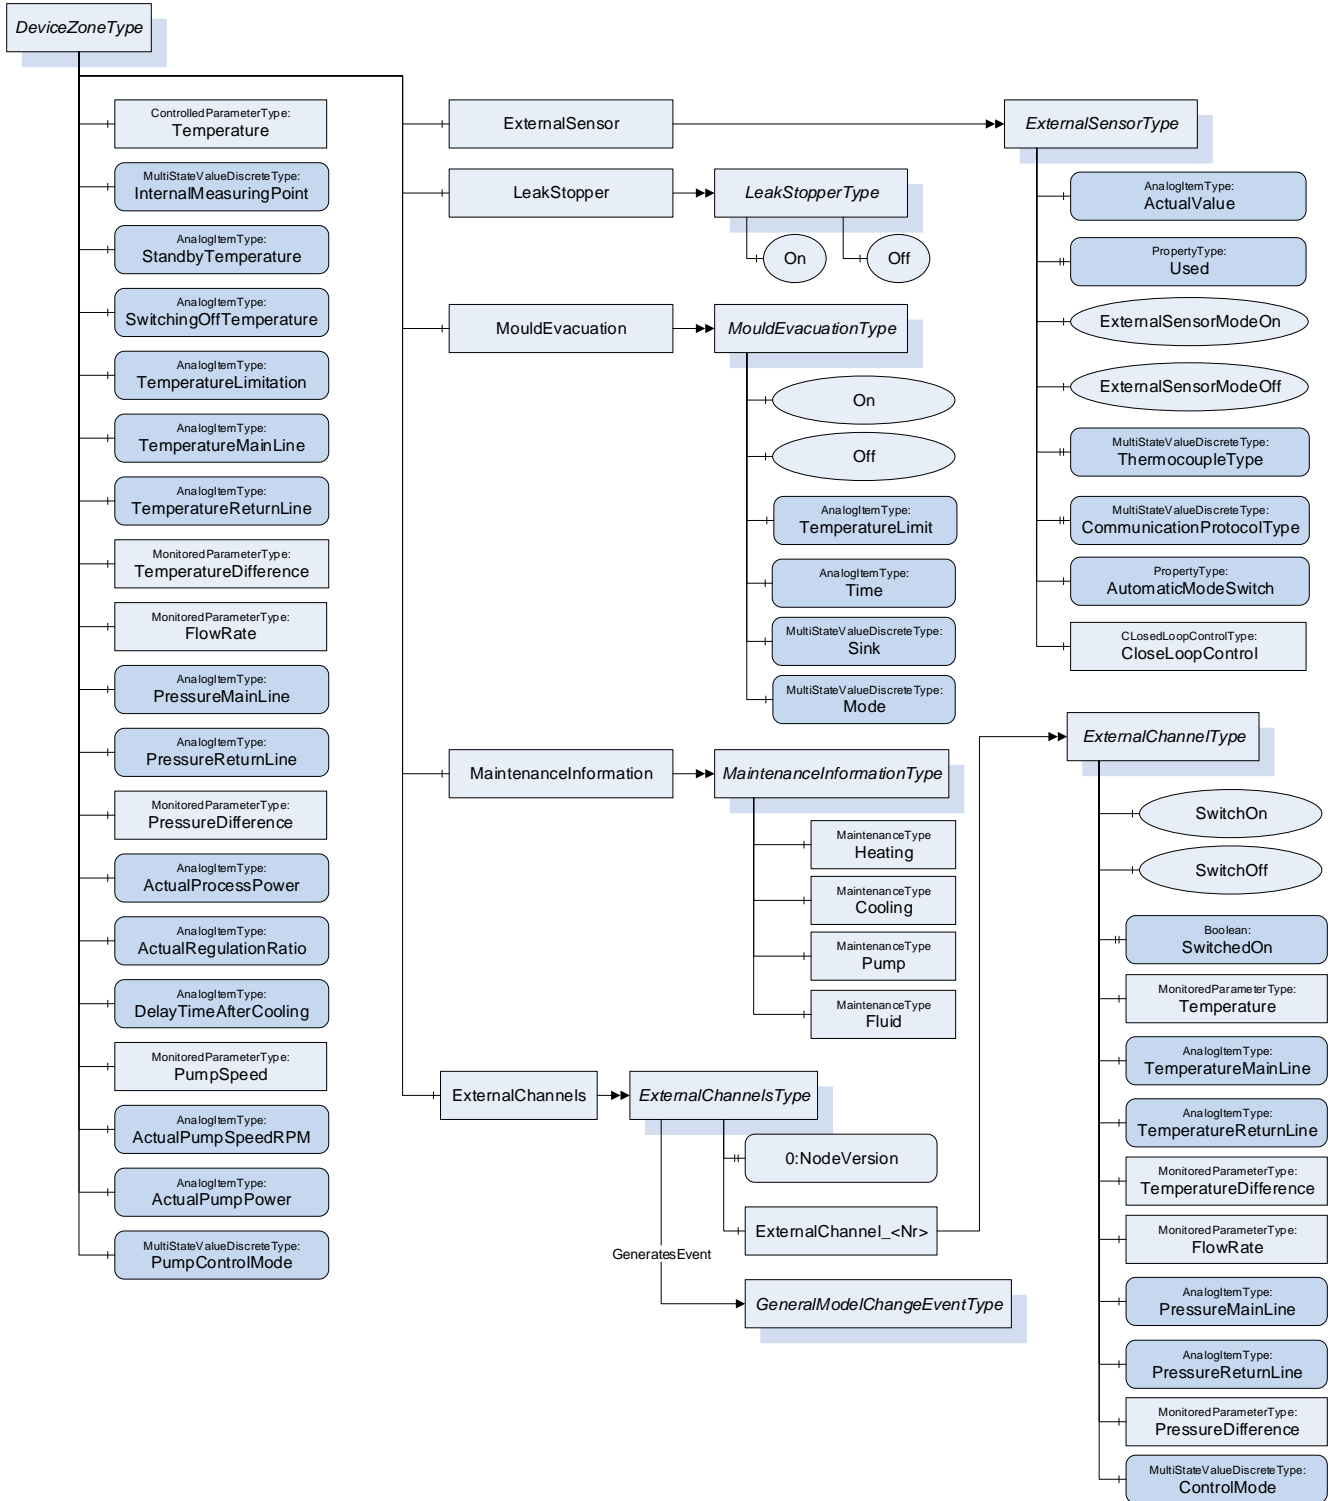 DeviceZoneType
ControlledParameterType:
Temperature
MultiStateValueDiscreteType:
InternalMeasuringPoint
AnalogItemType:
StandbyTemperature
AnalogItemType:
SwitchingOffTemperature
AnalogItemType:
TemperatureLimitation
AnalogItemType:
TemperatureMainLine
AnalogItemType:
TemperatureReturnLine
MonitoredParameterType:
TemperatureDifference
MonitoredParameterType:
FlowRate
AnalogItemType:
PressureMainLine
AnalogItemType:
PressureReturnLine
MonitoredParameterType:
PressureDifference
AnalogItemType:
ActualProcessPower
AnalogItemType:
ActualRegulationRatio
AnalogItemType:
DelayTimeAfterCooling
MonitoredParameterType:
PumpSpeed
AnalogItemType:
ActualPumpSpeedRPM
AnalogItemType:
ActualPumpPower
MultiStateValueDiscreteType:
PumpControlMode
ExternalSensor
LeakStopper
LeakStopperType
On
Off
MouldEvacuation
MouldEvacuationType
On
Off
AnalogItemType:
TemperatureLimit
AnalogItemType:
Time
MultiStateValueDiscreteType:
Sink
MultiStateValueDiscreteType:
Mode
MaintenanceInformation
MaintenanceInformationType
MaintenanceType
Heating
MaintenanceType
Cooling
MaintenanceType
Pump
MaintenanceType
Fluid
ExternalChannels
ExternalChannelsType
0:NodeVersion
ExternalChannel_<Nr>
GeneratesEvent
GeneralModelChangeEventType
ExternalSensorType
AnalogItemType:
ActualValue
PropertyType:
Used
ExternalSensorModeOn
ExternalSensorModeOff
MultiStateValueDiscreteType:
ThermocoupleType
MultiStateValueDiscreteType:
CommunicationProtocolType
PropertyType:
AutomaticModeSwitch
CLosedLoopControlType:
CloseLoopControl
ExternalChannelType
SwitchOn
SwitchOff
Boolean:
SwitchedOn
MonitoredParameterType:
Temperature
AnalogItemType:
TemperatureMainLine
AnalogItemType:
TemperatureReturnLine
MonitoredParameterType:
TemperatureDifference
MonitoredParameterType:
FlowRate
AnalogItemType:
PressureMainLine
AnalogItemType:
PressureReturnLine
MonitoredParameterType:
PressureDifference
MultiStateValueDiscreteType:
ControlMode